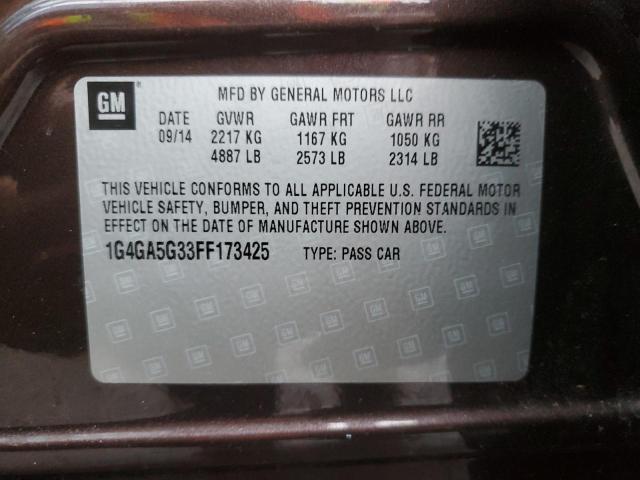 GM
MFD BY GENERAL MOTORS LLC
DATE GVWR GAWR FRT GAWR RR
09/14 2217 KG 1167 KG 1050 KG
4887 LB 2573 LB 2314 LB
THIS VEHICLE CONFORMS TO ALL APPLICABLE U.S. FEDERAL MOTOR
VEHICLE SAFETY, BUMPER, AND THEFT PREVENTION STANDARDS IN
EFFECT ON THE DATE OF MANUFACTURE SHOWN ABOVE.
1G4GA5G33FF173425 TYPE: PASS CAR